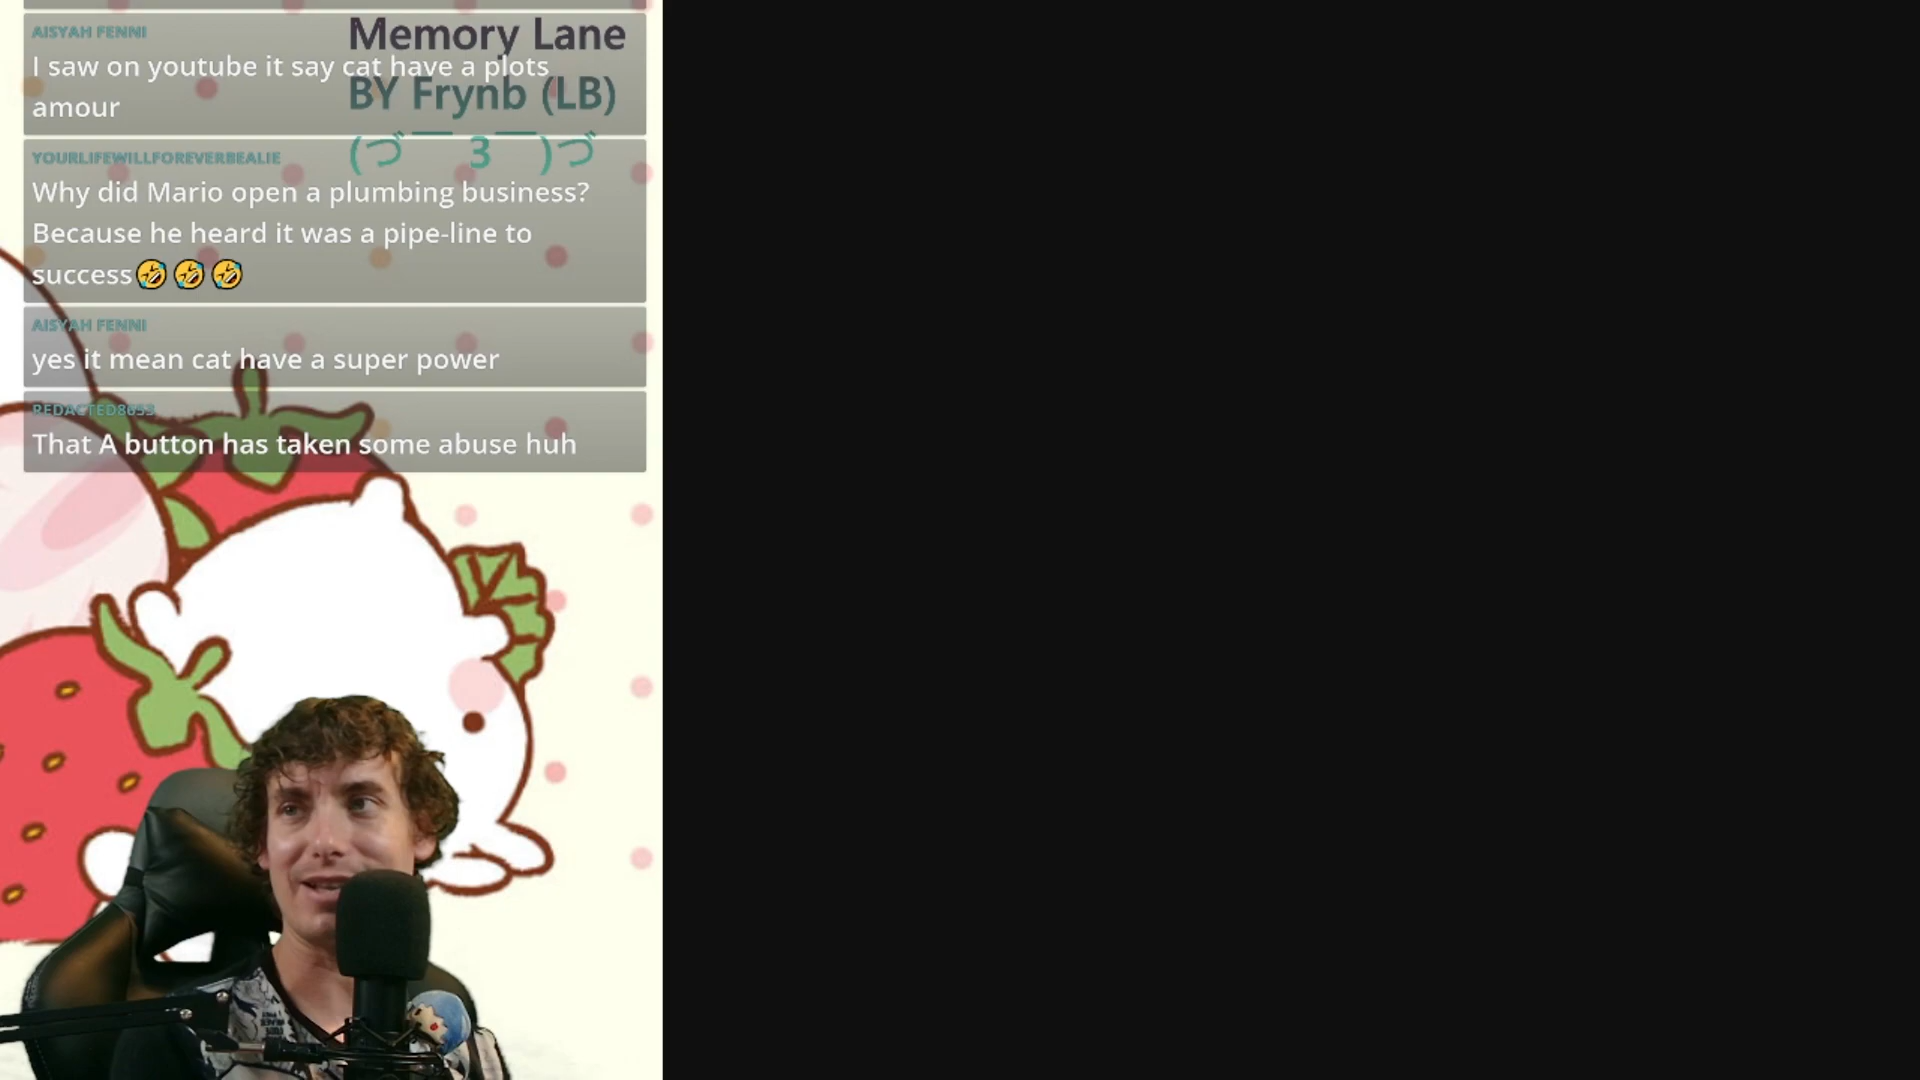 Memory Lane
BY Frynb (LB)
(づ ￣ 3 ￣ )づ
AISYAH FENNI
I saw on youtube it say cat have a plots
amour
YOURLIFEWILLFOREVERBEALIE
Why did Mario open a plumbing business?
Because he heard it was a pipe-line to
success🤣🤣🤣
AISYAH FENNI
yes it mean cat have a super power
REDACTED8653
That A button has taken some abuse huh